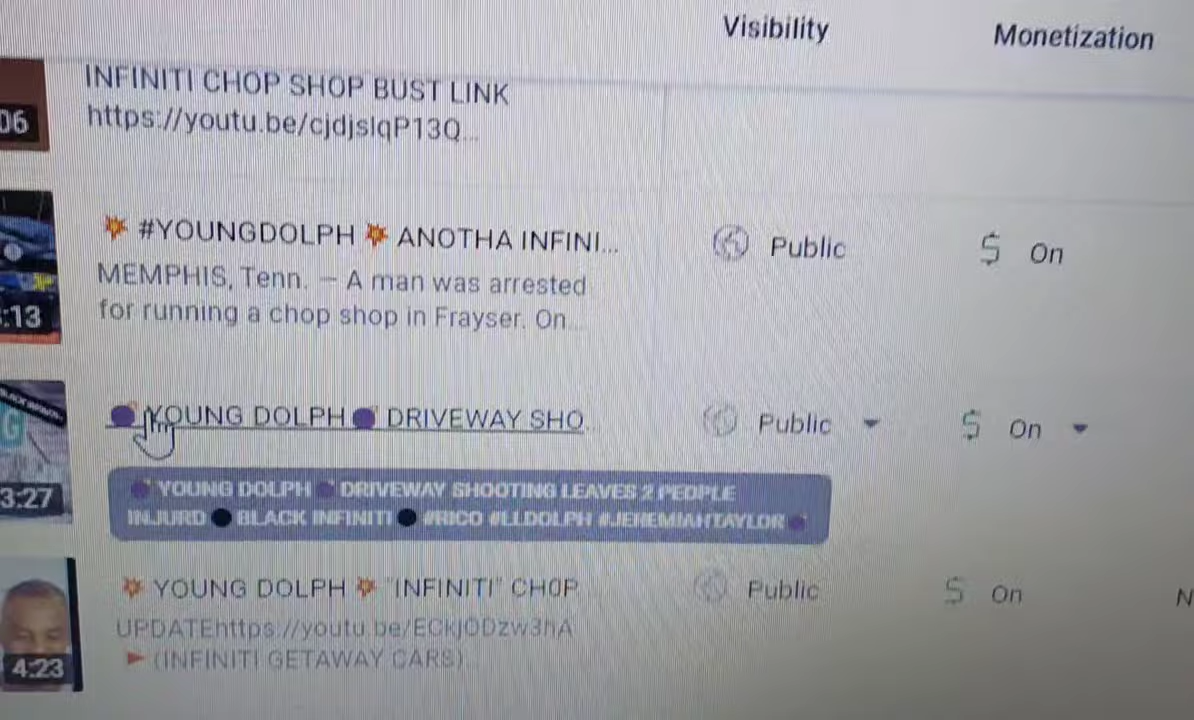 Visibility
Monetization
INFINITI CHOP SHOP BUST LINK
06
https://youtu.be/cjdjslqP13Q...
💥 #YOUNGDOLPH 💥 ANOTHA INFINI...
Public
$ On
MEMPHIS, Tenn. — A man was arrested
:13
for running a chop shop in Frayser. On...
YOUNG DOLPH DRIVEWAY SHO...
Public
$ On
G
3:27
YOUNG DOLPH DRIVEWAY SHOOTING LEAVES 2 PEOPLE
INJURD ⚫ BLACK INFINITI ⚫ #RICO #LLDOLPH #JEREMIAHTAYLOR
💥 YOUNG DOLPH 💥 "INFINITI" CHOP
Public
$ On
N
UPDATEhttps://youtu.be/ECkjODzw3hA
4:23
(INFINITI GETAWAY CARS)...